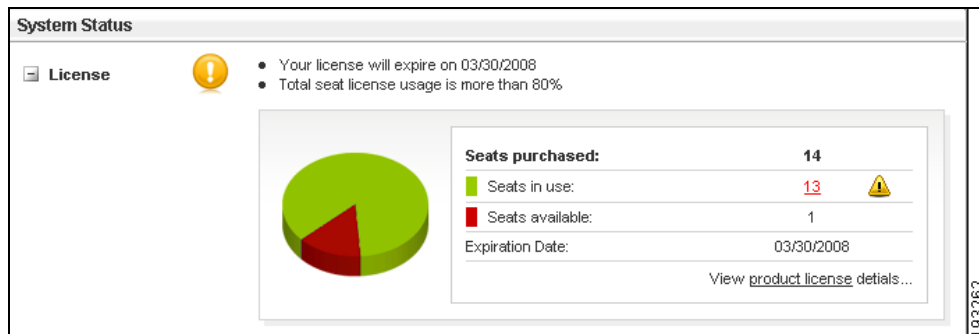 System Status
License
Your license will expire on 03/30/2008
Total seat license usage is more than 80%
Seats purchased: 14
Seats in use: 13
Seats available: 1
Expiration Date: 03/30/2008
View product license detials...